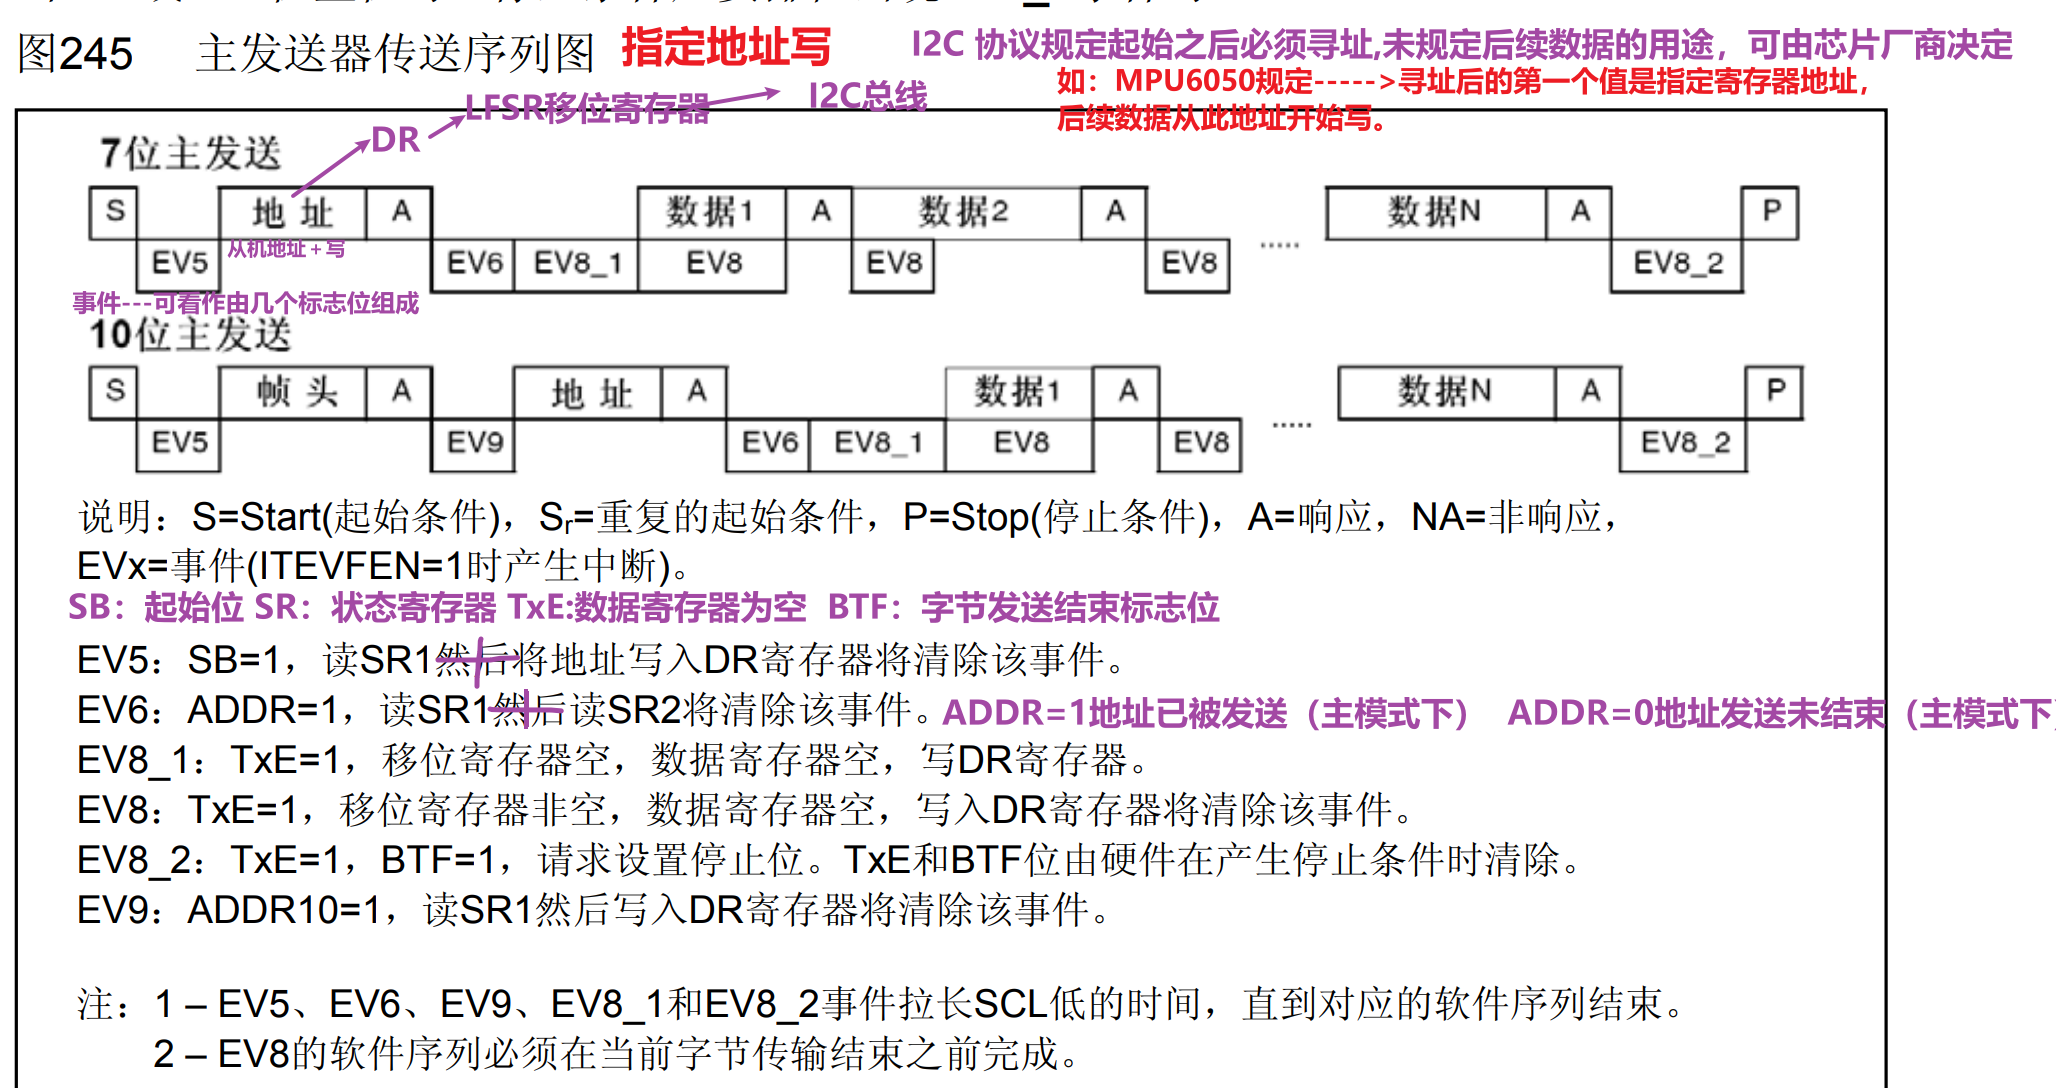 图245 主发送器传送序列图 指定地址写 I2C 协议规定起始之后必须寻址,未规定后续数据的用途，可由芯片厂商决定
如：MPU6050规定----->寻址后的第一个值是指定寄存器地址，
后续数据从此地址开始写。
LFSR移位寄存器 I2C总线
DR
7位主发送
S 地 址 A 数据1 A 数据2 A 数据N A P
从机地址+写
EV5 EV6 EV8_1 EV8 EV8 EV8 ..... EV8_2
事件---可看作由几个标志位组成
10位主发送
S 帧 头 A 地 址 A 数据1 A 数据N A P
EV5 EV9 EV6 EV8_1 EV8 EV8 ..... EV8_2
说明：S=Start(起始条件)，Sr=重复的起始条件，P=Stop(停止条件)，A=响应，NA=非响应，
EVx=事件(ITEVFEN=1时产生中断)。
SB：起始位 SR：状态寄存器 TxE:数据寄存器为空 BTF：字节发送结束标志位
EV5：SB=1，读SR1然后将地址写入DR寄存器将清除该事件。
EV6：ADDR=1，读SR1然后读SR2将清除该事件。ADDR=1地址已被发送（主模式下） ADDR=0地址发送未结束（主模式下）
EV8_1：TxE=1，移位寄存器空，数据寄存器空，写DR寄存器。
EV8：TxE=1，移位寄存器非空，数据寄存器空，写入DR寄存器将清除该事件。
EV8_2：TxE=1，BTF=1，请求设置停止位。TxE和BTF位由硬件在产生停止条件时清除。
EV9：ADDR10=1，读SR1然后写入DR寄存器将清除该事件。
注：1 – EV5、EV6、EV9、EV8_1和EV8_2事件拉长SCL低的时间，直到对应的软件序列结束。
2 – EV8的软件序列必须在当前字节传输结束之前完成。